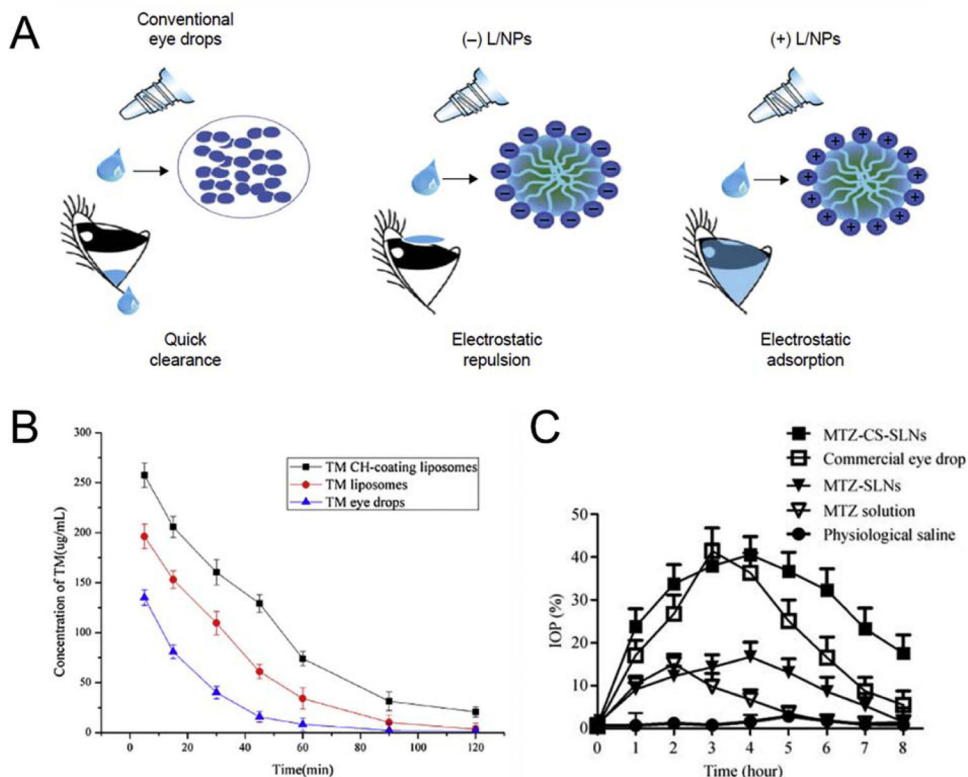 A
Conventional
eye drops
(−) L/NPs
(+) L/NPs
− − − − − − − − − − − −
+ + + + + + + + + + + +
Quick
clearance
Electrostatic
repulsion
Electrostatic
adsorption
B
300
250
200
150
100
50
0
Concentration of TM(ug/mL)
TM CH-coating liposomes
TM liposomes
TM eye drops
0 20 40 60 80 100 120
Time(min)
C
MTZ-CS-SLNs
Commercial eye drop
MTZ-SLNs
MTZ solution
Physiological saline
50
40
30
20
10
0
IOP (%)
0 1 2 3 4 5 6 7 8
Time (hour)